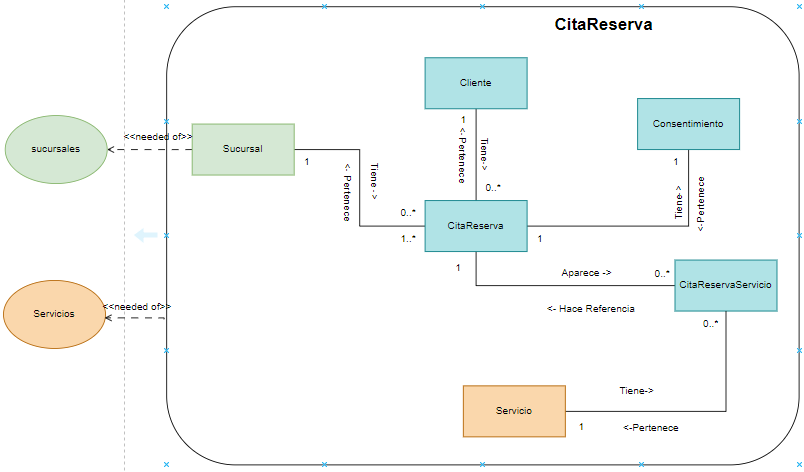 CitaReserva
Cliente
1
<-Pertenece
Tiene->
0..*
Consentimiento
1
Tiene->
<-Pertenece
sucursales
<<needed of>>
Sucursal
1
Tiene->
<- Pertenece
0..*
1..*
CitaReserva
1
1
Aparece ->
0..*
<- Hace Referencia
CitaReservaServicio
0..*
Servicios
<<needed of>>
Servicio
1
Tiene->
<-Pertenece